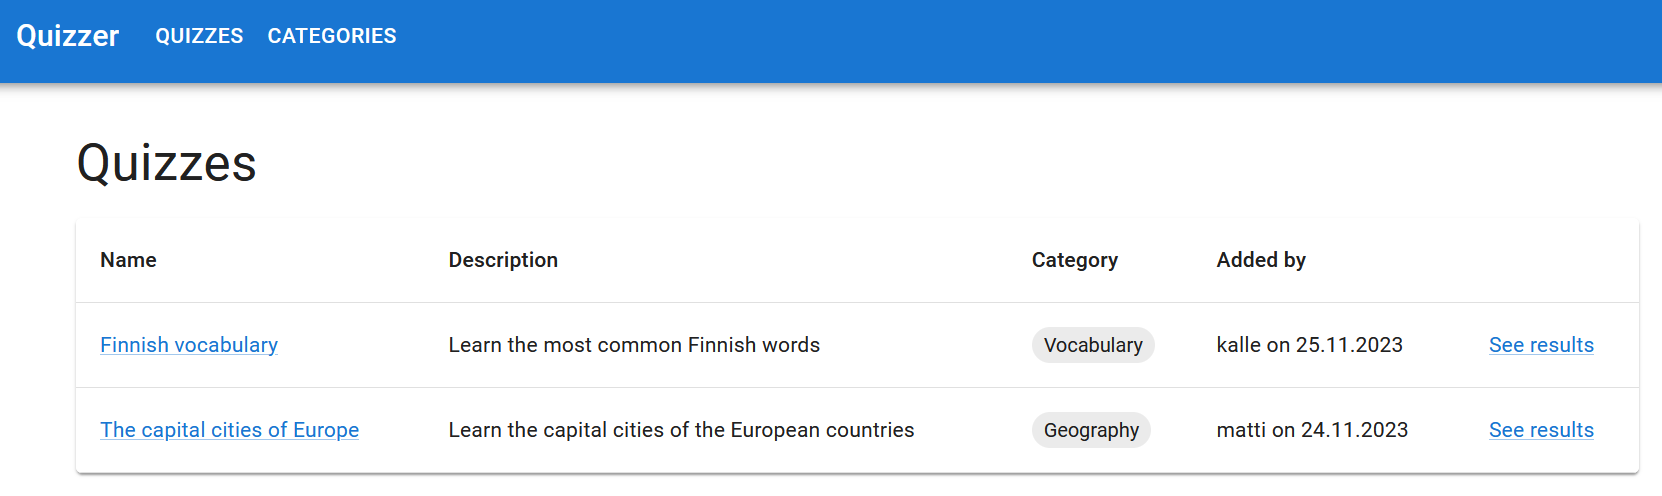 Quizzer QUIZZES CATEGORIES
Quizzes
Name Description Category Added by
Finnish vocabulary Learn the most common Finnish words Vocabulary kalle on 25.11.2023 See results
The capital cities of Europe Learn the capital cities of the European countries Geography matti on 24.11.2023 See results